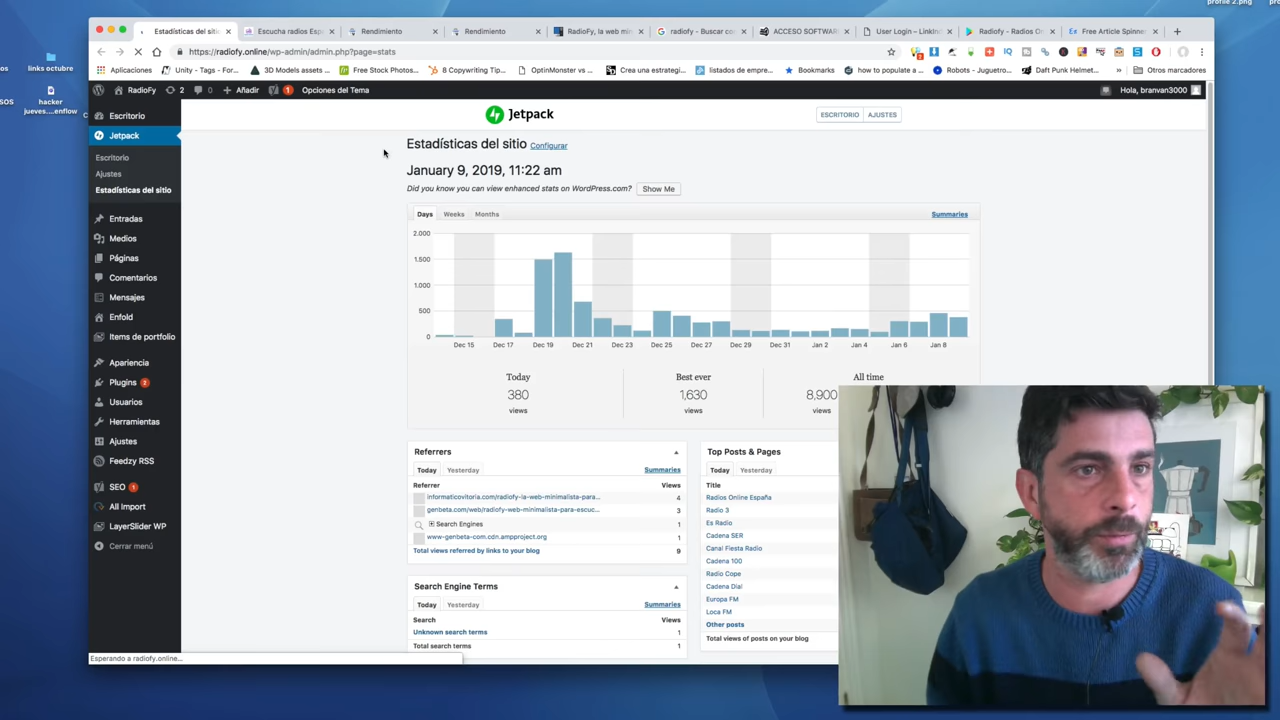 profile 2.png
links octubre
hacker
jueves....enflow
SOS
Estadísticas del siti
Escucha radios Esp
Rendimiento
Rendimiento
RadioFy, la web min
radiofy - Buscar co
ACCESO SOFTWAR
User Login – LinkInd
Radiofy - Radios On
Free Article Spinner
https://radiofy.online/wp-admin/admin.php?page=stats
Aplicaciones
Unity - Tags - For...
3D Models assets ...
Free Stock Photos...
8 Copywriting Tip...
OptinMonster vs ...
Crea una estrategi...
listados de empre...
Bookmarks
how to populate a ...
Robots - Juguetro...
Daft Punk Helmet...
»
Otros marcadores
RadioFy
2
0
Añadir
1
Opciones del Tema
Hola, branvan3000
Escritorio
Jetpack
Escritorio
Ajustes
Estadísticas del sitio
Entradas
Medios
Páginas
Comentarios
Mensajes
Enfold
Items de portfolio
Apariencia
Plugins 2
Usuarios
Herramientas
Ajustes
Feedzy RSS
SEO 1
All Import
LayerSlider WP
Cerrar menú
Jetpack
ESCRITORIO AJUSTES
Estadísticas del sitio Configurar
January 9, 2019, 11:22 am
Did you know you can view enhanced stats on WordPress.com? Show Me
Days Weeks Months Summaries
2.000
1.500
1.000
500
0
Dec 15 Dec 17 Dec 19 Dec 21 Dec 23 Dec 25 Dec 27 Dec 29 Dec 31 Jan 2 Jan 4 Jan 6 Jan 8
Today Best ever All time
380 1,630 8,900
views views views
Referrers
Today Yesterday Summaries
Referrer Views
informaticovitoria.com/radiofy-la-web-minimalista-para... 4
genbeta.com/web/radiofy-web-minimalista-para-escuc... 3
Search Engines 1
www-genbeta-com.cdn.ampproject.org 1
Total views referred by links to your blog 9
Search Engine Terms
Today Yesterday Summaries
Search Views
Unknown search terms 1
Total search terms 1
Top Posts & Pages
Today Yesterday
Title
Radios Online España
Radio 3
Es Radio
Cadena SER
Canal Fiesta Radio
Cadena 100
Radio Cope
Cadena Dial
Europa FM
Loca FM
Other posts
Total views of posts on your blog
Esperando a radiofy.online...